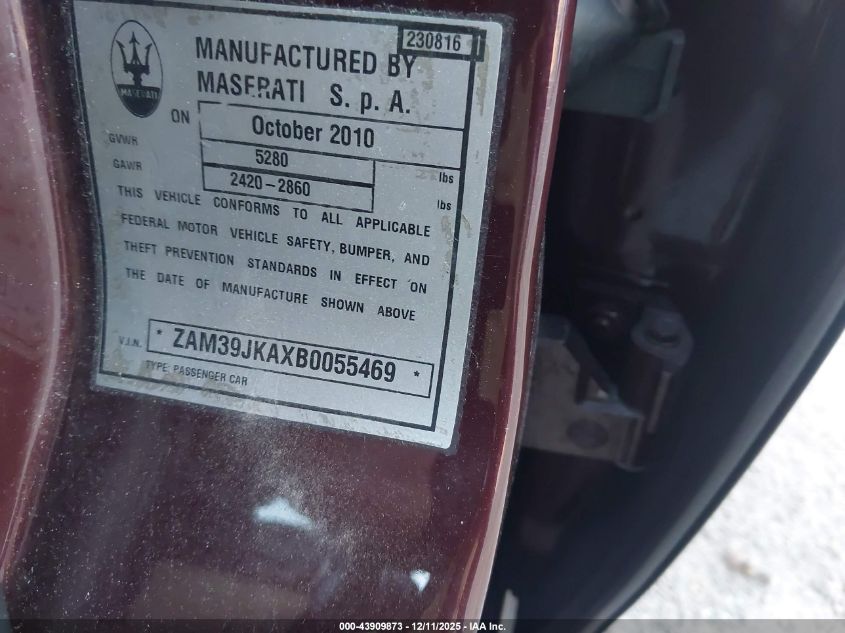 230816
MASERATI
MANUFACTURED BY
MASERATI S. p. A.
ON October 2010
GVWR 5280 lbs
GAWR 2420-2860 lbs
THIS VEHICLE CONFORMS TO ALL APPLICABLE
FEDERAL MOTOR VEHICLE SAFETY, BUMPER, AND
THEFT PREVENTION STANDARDS IN EFFECT ON
THE DATE OF MANUFACTURE SHOWN ABOVE
V.I.N. * ZAM39JKAXB0055469 *
TYPE: PASSENGER CAR
000-43909873 - 12/11/2025 - IAA Inc.